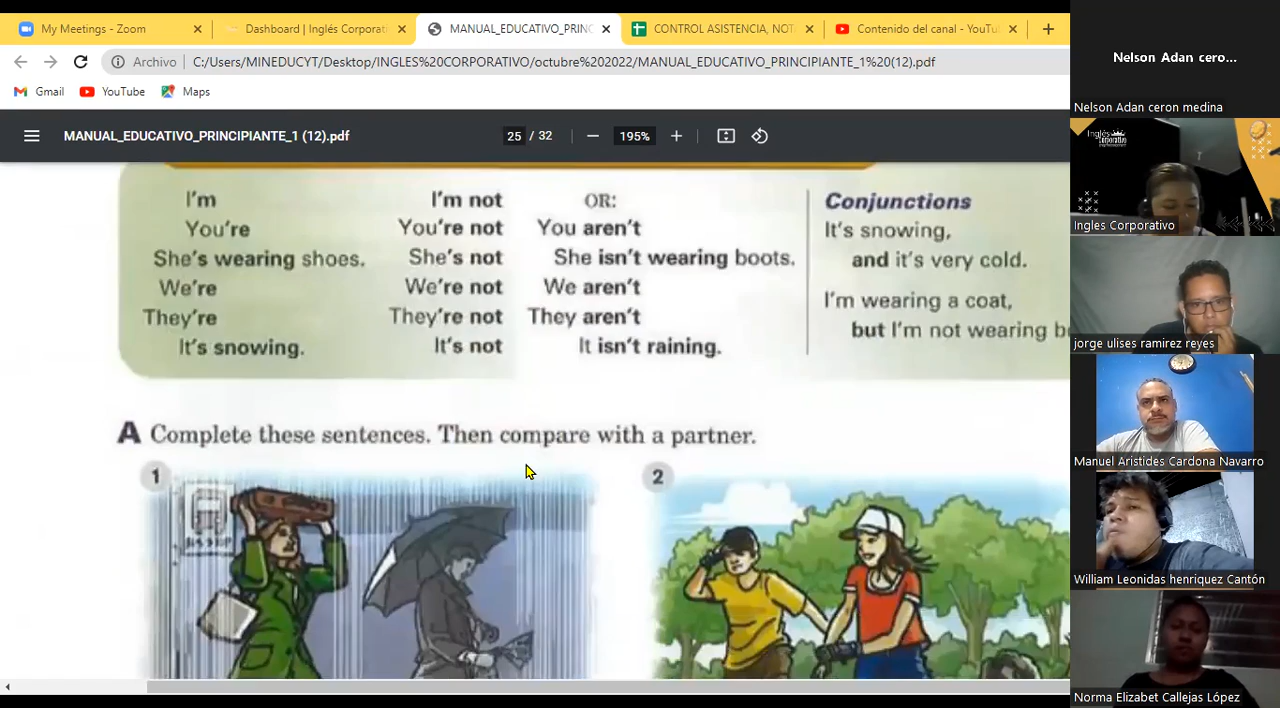 My Meetings - Zoom
Dashboard | Inglés Corporati
MANUAL_EDUCATIVO_PRINC
CONTROL ASISTENCIA, NOT
Contenido del canal - YouTu
Archivo
C:/Users/MINEDUCYT/Desktop/INGLES%20CORPORATIVO/octubre%202022/MANUAL_EDUCATIVO_PRINCIPIANTE_1%20(12).pdf
Gmail
YouTube
Maps
MANUAL_EDUCATIVO_PRINCIPIANTE_1 (12).pdf
25 / 32
195%
I'm
You're
She's wearing shoes.
We're
They're
It's snowing.
I'm not
You're not
She's not
We're not
They're not
It's not
OR:
You aren't
She isn't wearing boots.
We aren't
They aren't
It isn't raining.
Conjunctions
It's snowing,
and it's very cold.
I'm wearing a coat,
but I'm not wearing b
A Complete these sentences. Then compare with a partner.
1
2
Nelson Adan cero...
Nelson Adan ceron medina
Inglés
Corporativo
Ingles Corporativo
jorge ulises ramirez reyes
Manuel Aristides Cardona Navarro
William Leonidas henriquez Cantón
Norma Elizabet Callejas López